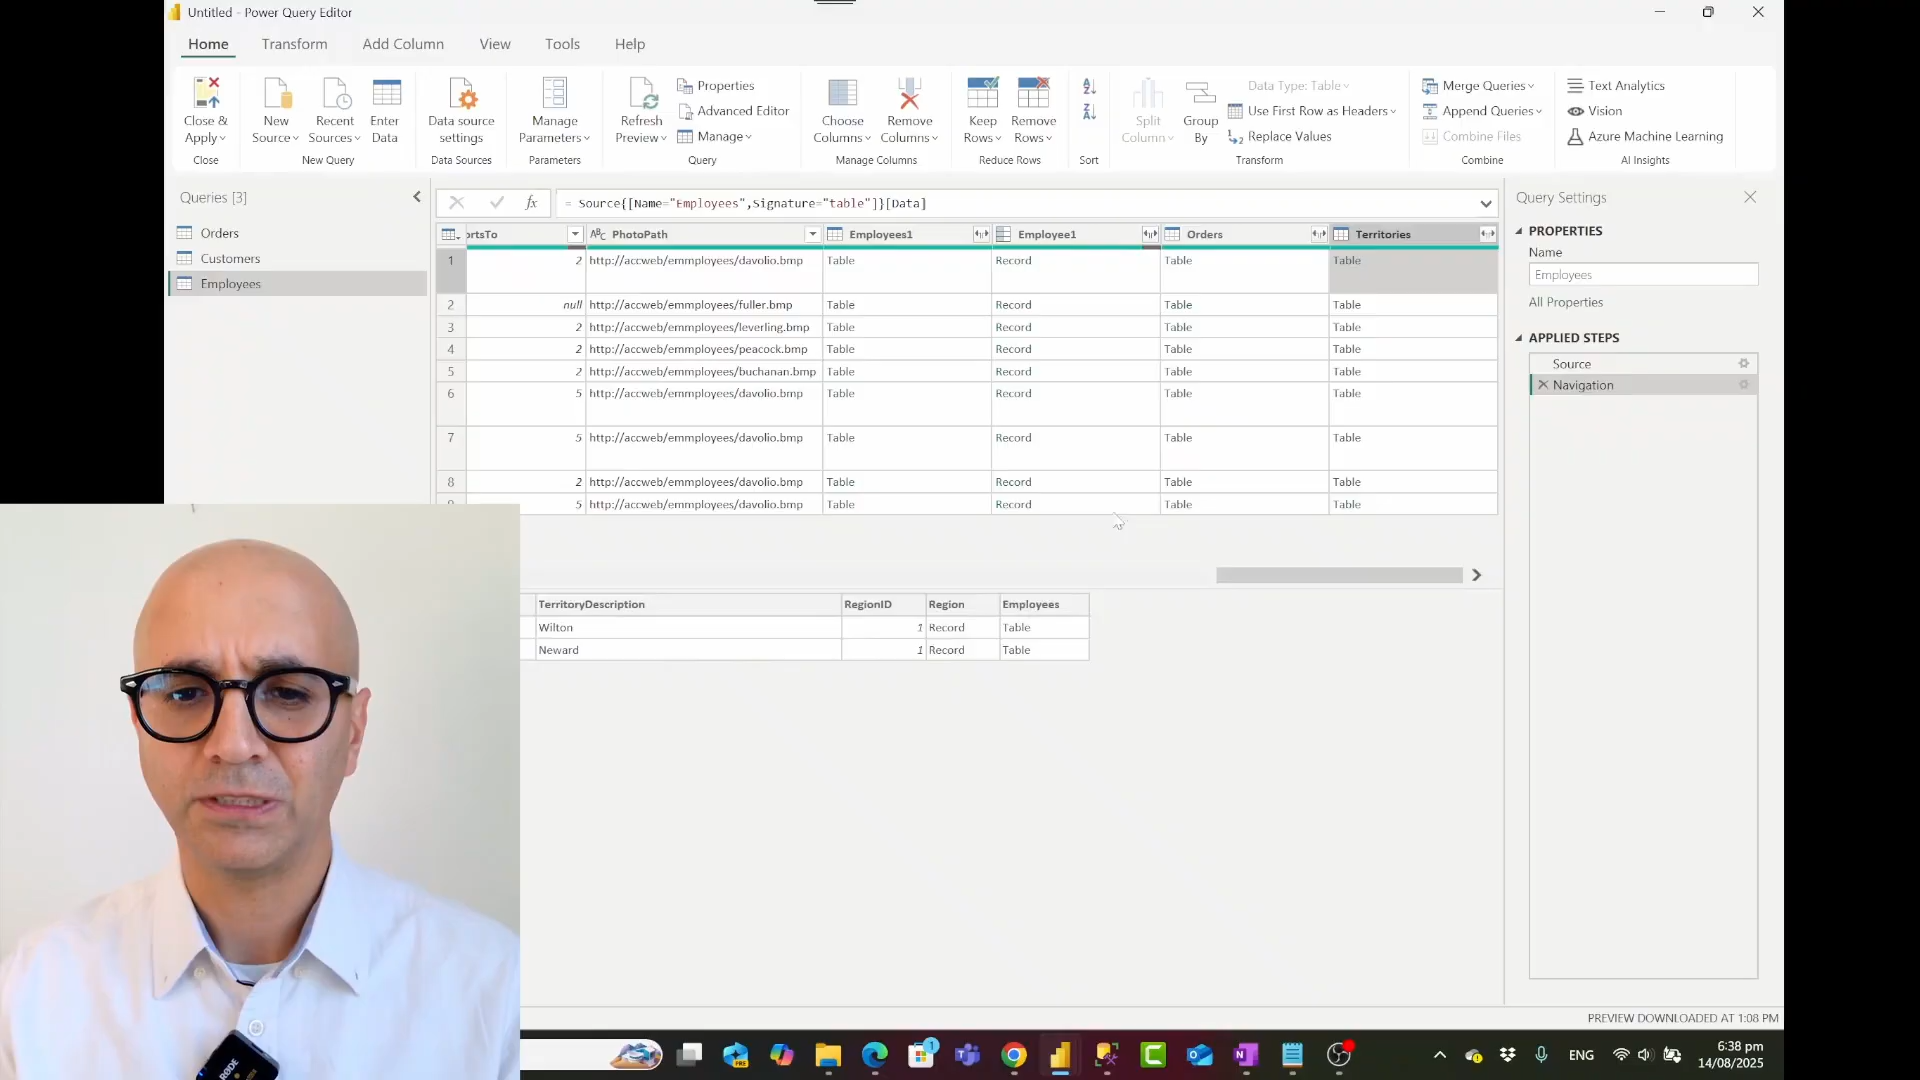 Untitled - Power Query Editor
Home Transform Add Column View Tools Help
Close & Apply
Close
New Source
Recent Sources
Enter Data
New Query
Data source settings
Data Sources
Manage Parameters
Parameters
Refresh Preview
Properties
Advanced Editor
Manage
Query
Choose Columns
Remove Columns
Manage Columns
Keep Rows
Remove Rows
Reduce Rows
Sort
Split Column
Group By
Data Type: Table
Use First Row as Headers
Replace Values
Transform
Merge Queries
Append Queries
Combine Files
Combine
Text Analytics
Vision
Azure Machine Learning
AI Insights
Queries [3]
Orders
Customers
Employees
fx = Source{[Name="Employees",Signature="table"]}[Data]
ortsTo PhotoPath Employees1 Employee1 Orders Territories
1 2 http://accweb/emmployees/davolio.bmp Table Record Table Table
2 null http://accweb/emmployees/fuller.bmp Table Record Table Table
3 2 http://accweb/emmployees/leverling.bmp Table Record Table Table
4 2 http://accweb/emmployees/peacock.bmp Table Record Table Table
5 2 http://accweb/emmployees/buchanan.bmp Table Record Table Table
6 5 http://accweb/emmployees/davolio.bmp Table Record Table Table
7 5 http://accweb/emmployees/davolio.bmp Table Record Table Table
8 2 http://accweb/emmployees/davolio.bmp Table Record Table Table
5 http://accweb/emmployees/davolio.bmp Table Record Table Table
TerritoryDescription RegionID Region Employees
Wilton 1 Record Table
Neward 1 Record Table
Query Settings
PROPERTIES
Name
Employees
All Properties
APPLIED STEPS
Source
Navigation
PREVIEW DOWNLOADED AT 1:08 PM
RØDE
1
ENG
6:38 pm
14/08/2025